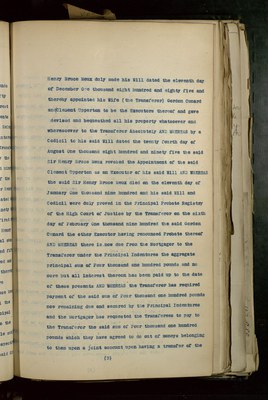 Henry Bruce Meux duly made his Will dated the eleventh day
of December One thousand eight hundred and eighty five and
thereby appointed his Wife (the Transferor) Gordon Cunard
and Clement Upperton to be the Executors thereof and gave
devised and bequeathed all his property whatsoever and
wheresoever to the Transferor absolutely AND WHEREAS by a
Codicil to his said Will dated the twenty fourth day of
August One thousand eight hundred and ninety five the said
Sir Henry Bruce Meux revoked the Appointment of the said
Clement Upperton as an Executor of his said Will AND WHEREAS
the said Sir Henry Bruce Meux died on the eleventh day of
January One thousand nine hundred and his said Will and
Codicil were duly proved in the Principal Probate Registry
of the High Court of Justice by the Transferor on the sixth
day of February One thousand nine hundred the said Gordon
Cunard the other Executor having renounced Probate thereof
AND WHEREAS there is now due from the Mortgagor to the
Transferor under the Principal Indentures the aggregate
principal sum of four thousand one hundred pounds and no
more but all interest thereon has been paid up to the date
of these presents AND WHEREAS the Transferor has required
payment of the said sum of four thousand one hundred pounds
now remaining due and secured by the Principal Indentures
and the Mortgagor has requested the Transferees to pay to
the Transferor the said sum of four thousand one hundred
pounds which they have agreed to do out of moneys belonging
to them upon a joint account upon having a transfer of the